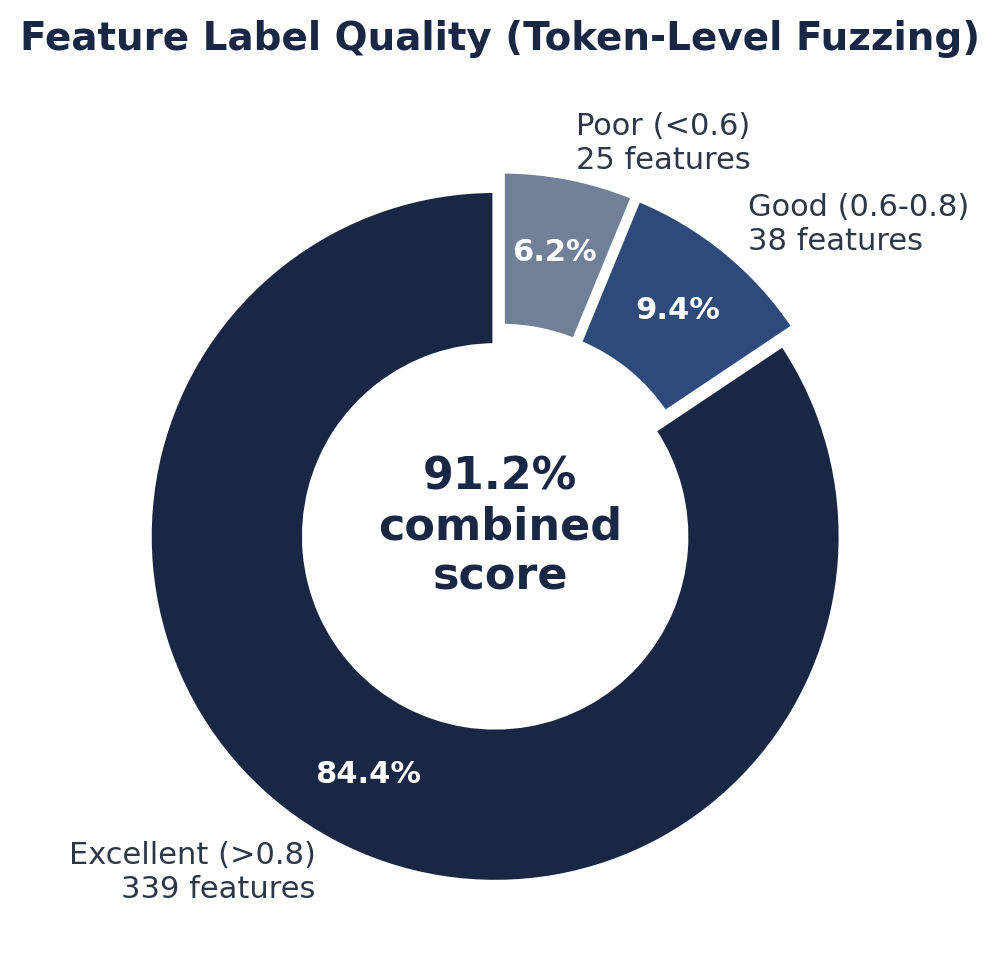 Feature Label Quality (Token-Level Fuzzing)
Poor (<0.6)
25 features
Good (0.6-0.8)
38 features
6.2%
9.4%
91.2%
combined
score
84.4%
Excellent (>0.8)
339 features